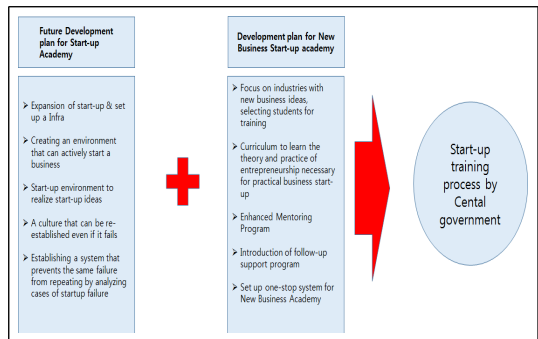 Future Development
plan for Start-up
Academy
➢ Expansion of start-up & set
up a Infra
➢ Creating an environment
that can actively start a
business
➢ Start-up environment to
realize start-up ideas
➢ A culture that can be re-
established even if it fails
➢ Establishing a system that
prevents the same failure
from repeating by analyzing
cases of startup failure
Development plan for New
Business Start-up academy
➢ Focus on industries with
new business ideas,
selecting students for
training
➢ Curriculum to learn the
theory and practice of
entrepreneurship necessary
for practical business start-
up
➢ Enhanced Mentoring
Program
➢ Introduction of follow-up
support program
➢ Set up one-stop system for
New Business Academy
Start-up
training
process by
Cental
government